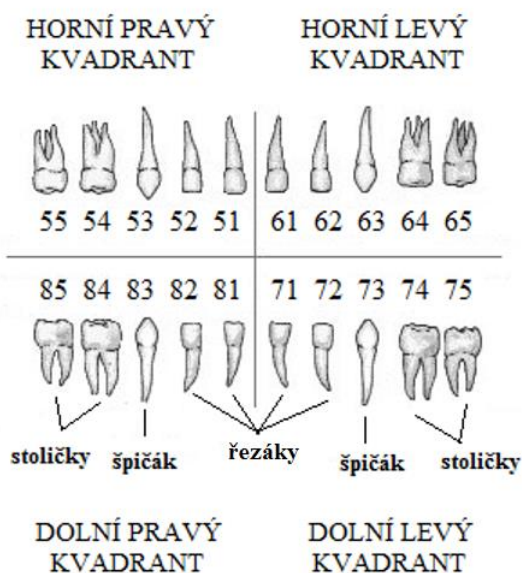 HORNÍ PRAVÝ
KVADRANT
HORNÍ LEVÝ
KVADRANT
55 54 53 52 51 61 62 63 64 65
85 84 83 82 81 71 72 73 74 75
stoličky špičák řezáky špičák stoličky
DOLNÍ PRAVÝ
KVADRANT
DOLNÍ LEVÝ
KVADRANT